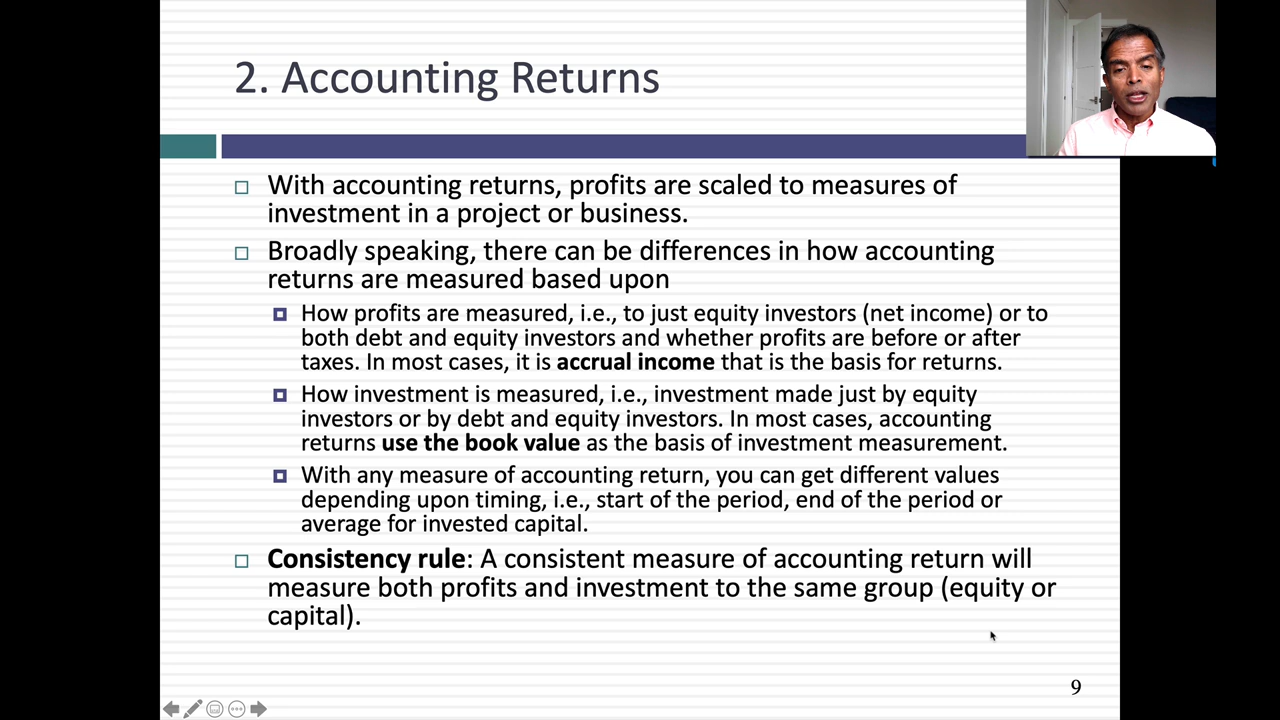 2. Accounting Returns
With accounting returns, profits are scaled to measures of
investment in a project or business.
Broadly speaking, there can be differences in how accounting
returns are measured based upon
How profits are measured, i.e., to just equity investors (net income) or to
both debt and equity investors and whether profits are before or after
taxes. In most cases, it is accrual income that is the basis for returns.
How investment is measured, i.e., investment made just by equity
investors or by debt and equity investors. In most cases, accounting
returns use the book value as the basis of investment measurement.
With any measure of accounting return, you can get different values
depending upon timing, i.e., start of the period, end of the period or
average for invested capital.
Consistency rule: A consistent measure of accounting return will
measure both profits and investment to the same group (equity or
capital).
9